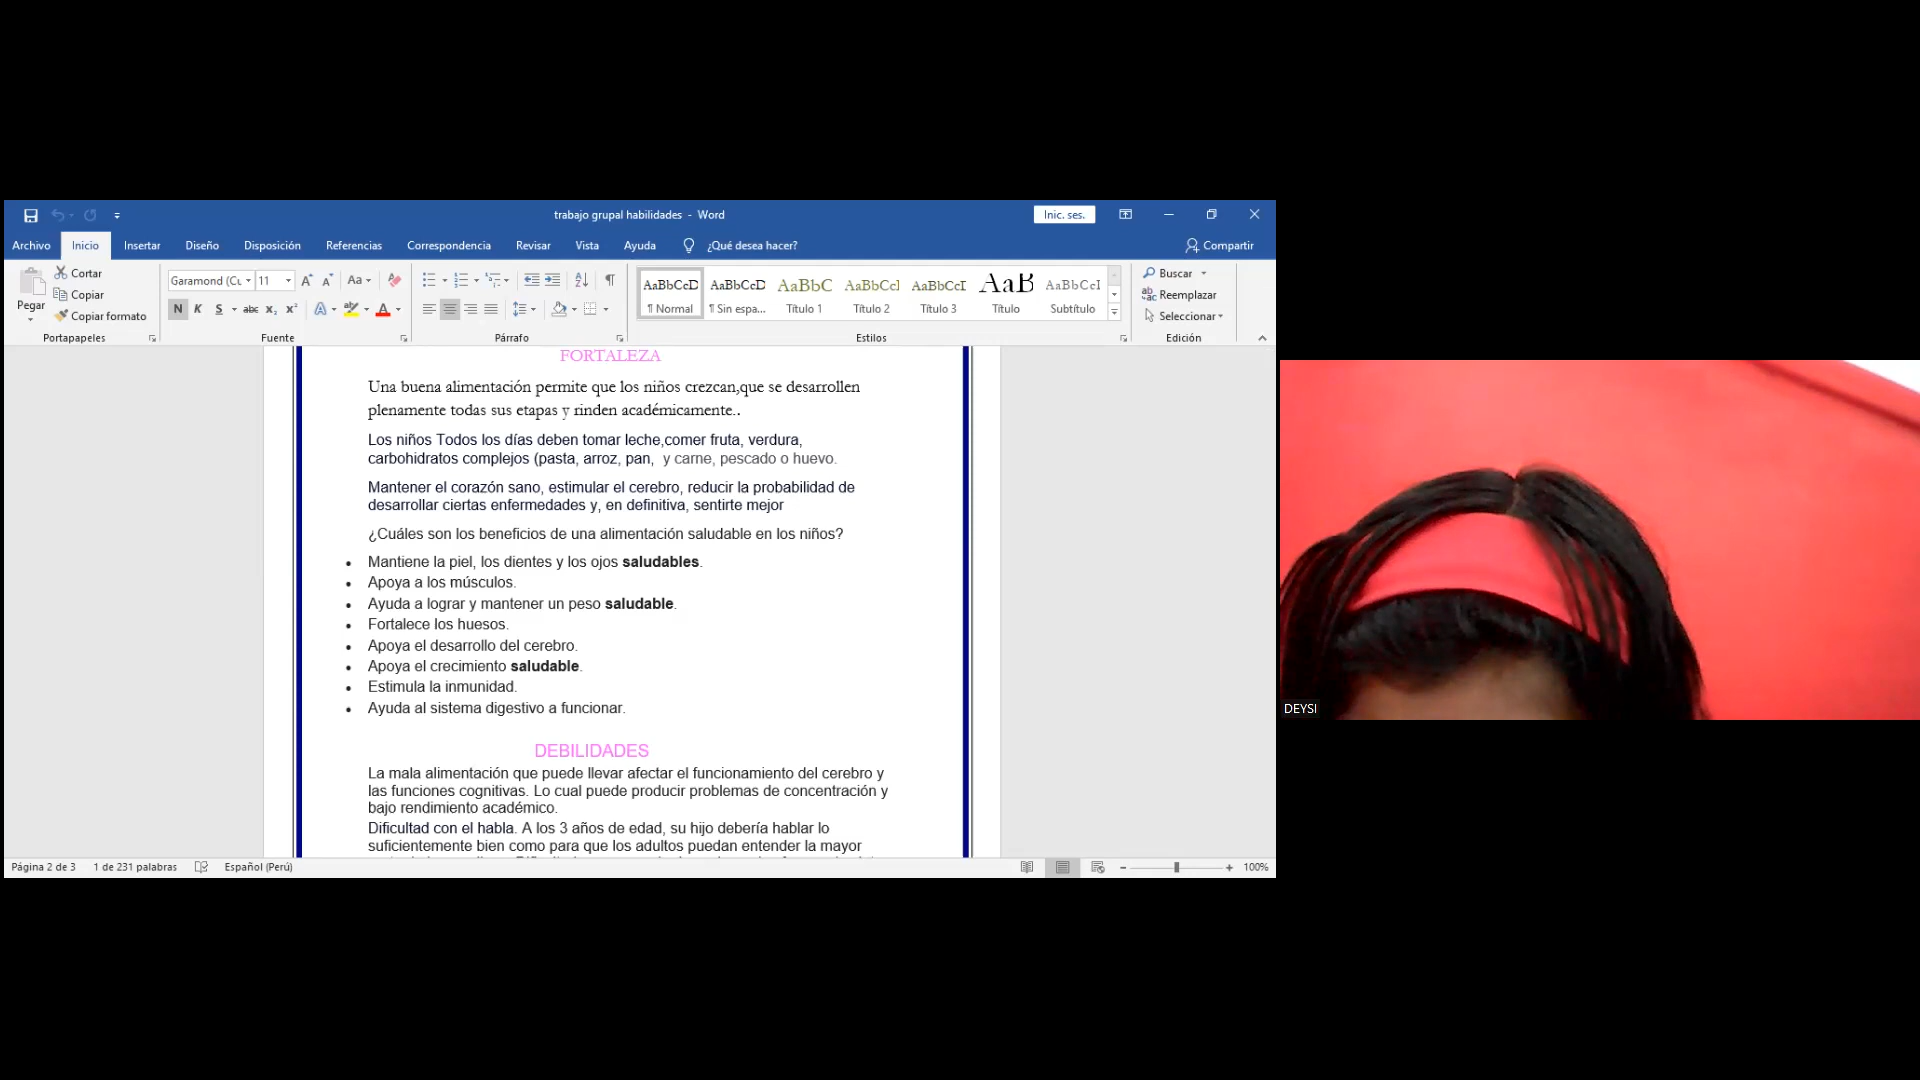 trabajo grupal habilidades - Word
Inic. ses.
Archivo Inicio Insertar Diseño Disposición Referencias Correspondencia Revisar Vista Ayuda ¿Qué desea hacer? Compartir
Pegar
Cortar
Copiar
Copiar formato
Portapapeles
Garamond (Cu 11
Aa
N K S abc x₂ x² A ab A
Fuente
Párrafo
AaBbCcD AaBbCcD AaBbC AaBbCcI AaBbCcI AaB AaBbCcI
¶ Normal ¶ Sin espa... Título 1 Título 2 Título 3 Título Subtítulo
Estilos
Buscar
Reemplazar
Seleccionar
Edición
FORTALEZA
Una buena alimentación permite que los niños crezcan,que se desarrollen
plenamente todas sus etapas y rinden académicamente..
Los niños Todos los días deben tomar leche,comer fruta, verdura,
carbohidratos complejos (pasta, arroz, pan, y carne, pescado o huevo.
Mantener el corazón sano, estimular el cerebro, reducir la probabilidad de
desarrollar ciertas enfermedades y, en definitiva, sentirte mejor
¿Cuáles son los beneficios de una alimentación saludable en los niños?
• Mantiene la piel, los dientes y los ojos saludables.
• Apoya a los músculos.
• Ayuda a lograr y mantener un peso saludable.
• Fortalece los huesos.
• Apoya el desarrollo del cerebro.
• Apoya el crecimiento saludable.
• Estimula la inmunidad.
• Ayuda al sistema digestivo a funcionar.
DEBILIDADES
La mala alimentación que puede llevar afectar el funcionamiento del cerebro y
las funciones cognitivas. Lo cual puede producir problemas de concentración y
bajo rendimiento académico.
Dificultad con el habla. A los 3 años de edad, su hijo debería hablar lo
suficientemente bien como para que los adultos puedan entender la mayor
Página 2 de 3 1 de 231 palabras Español (Perú) 100%
DEYSI